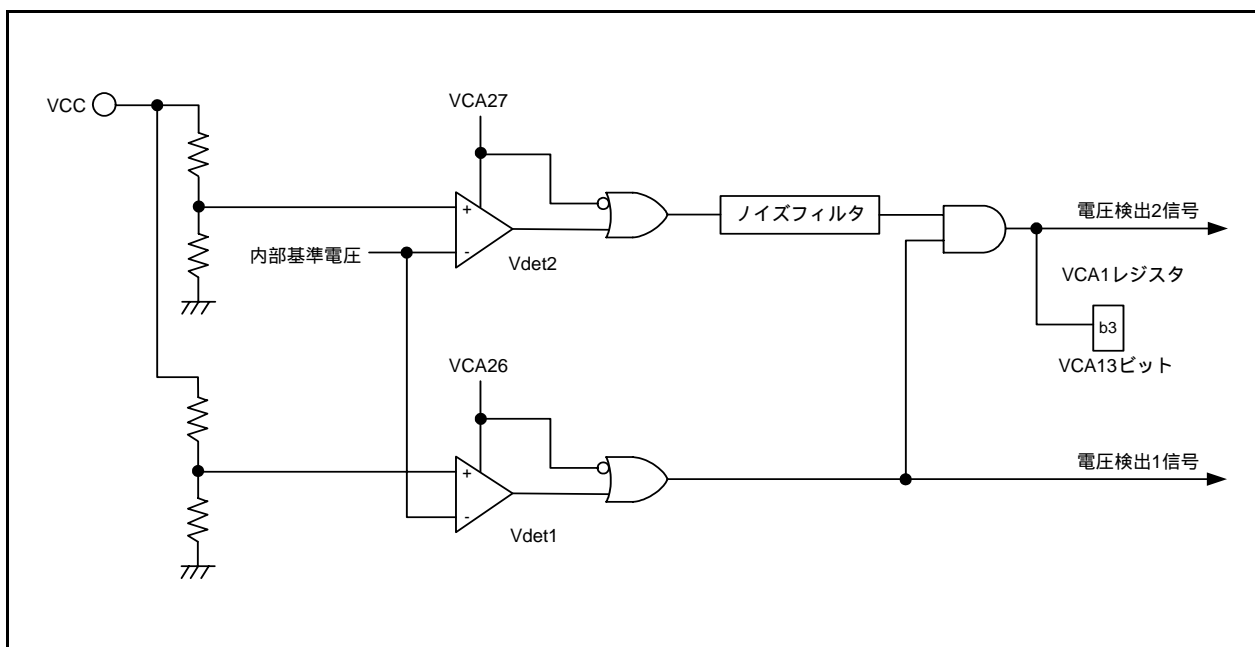 VCC
VCA27
+
-
内部基準電圧
Vdet2
ノイズフィルタ
電圧検出2信号
VCA1レジスタ
b3
VCA13ビット
VCA26
+
-
Vdet1
電圧検出1信号